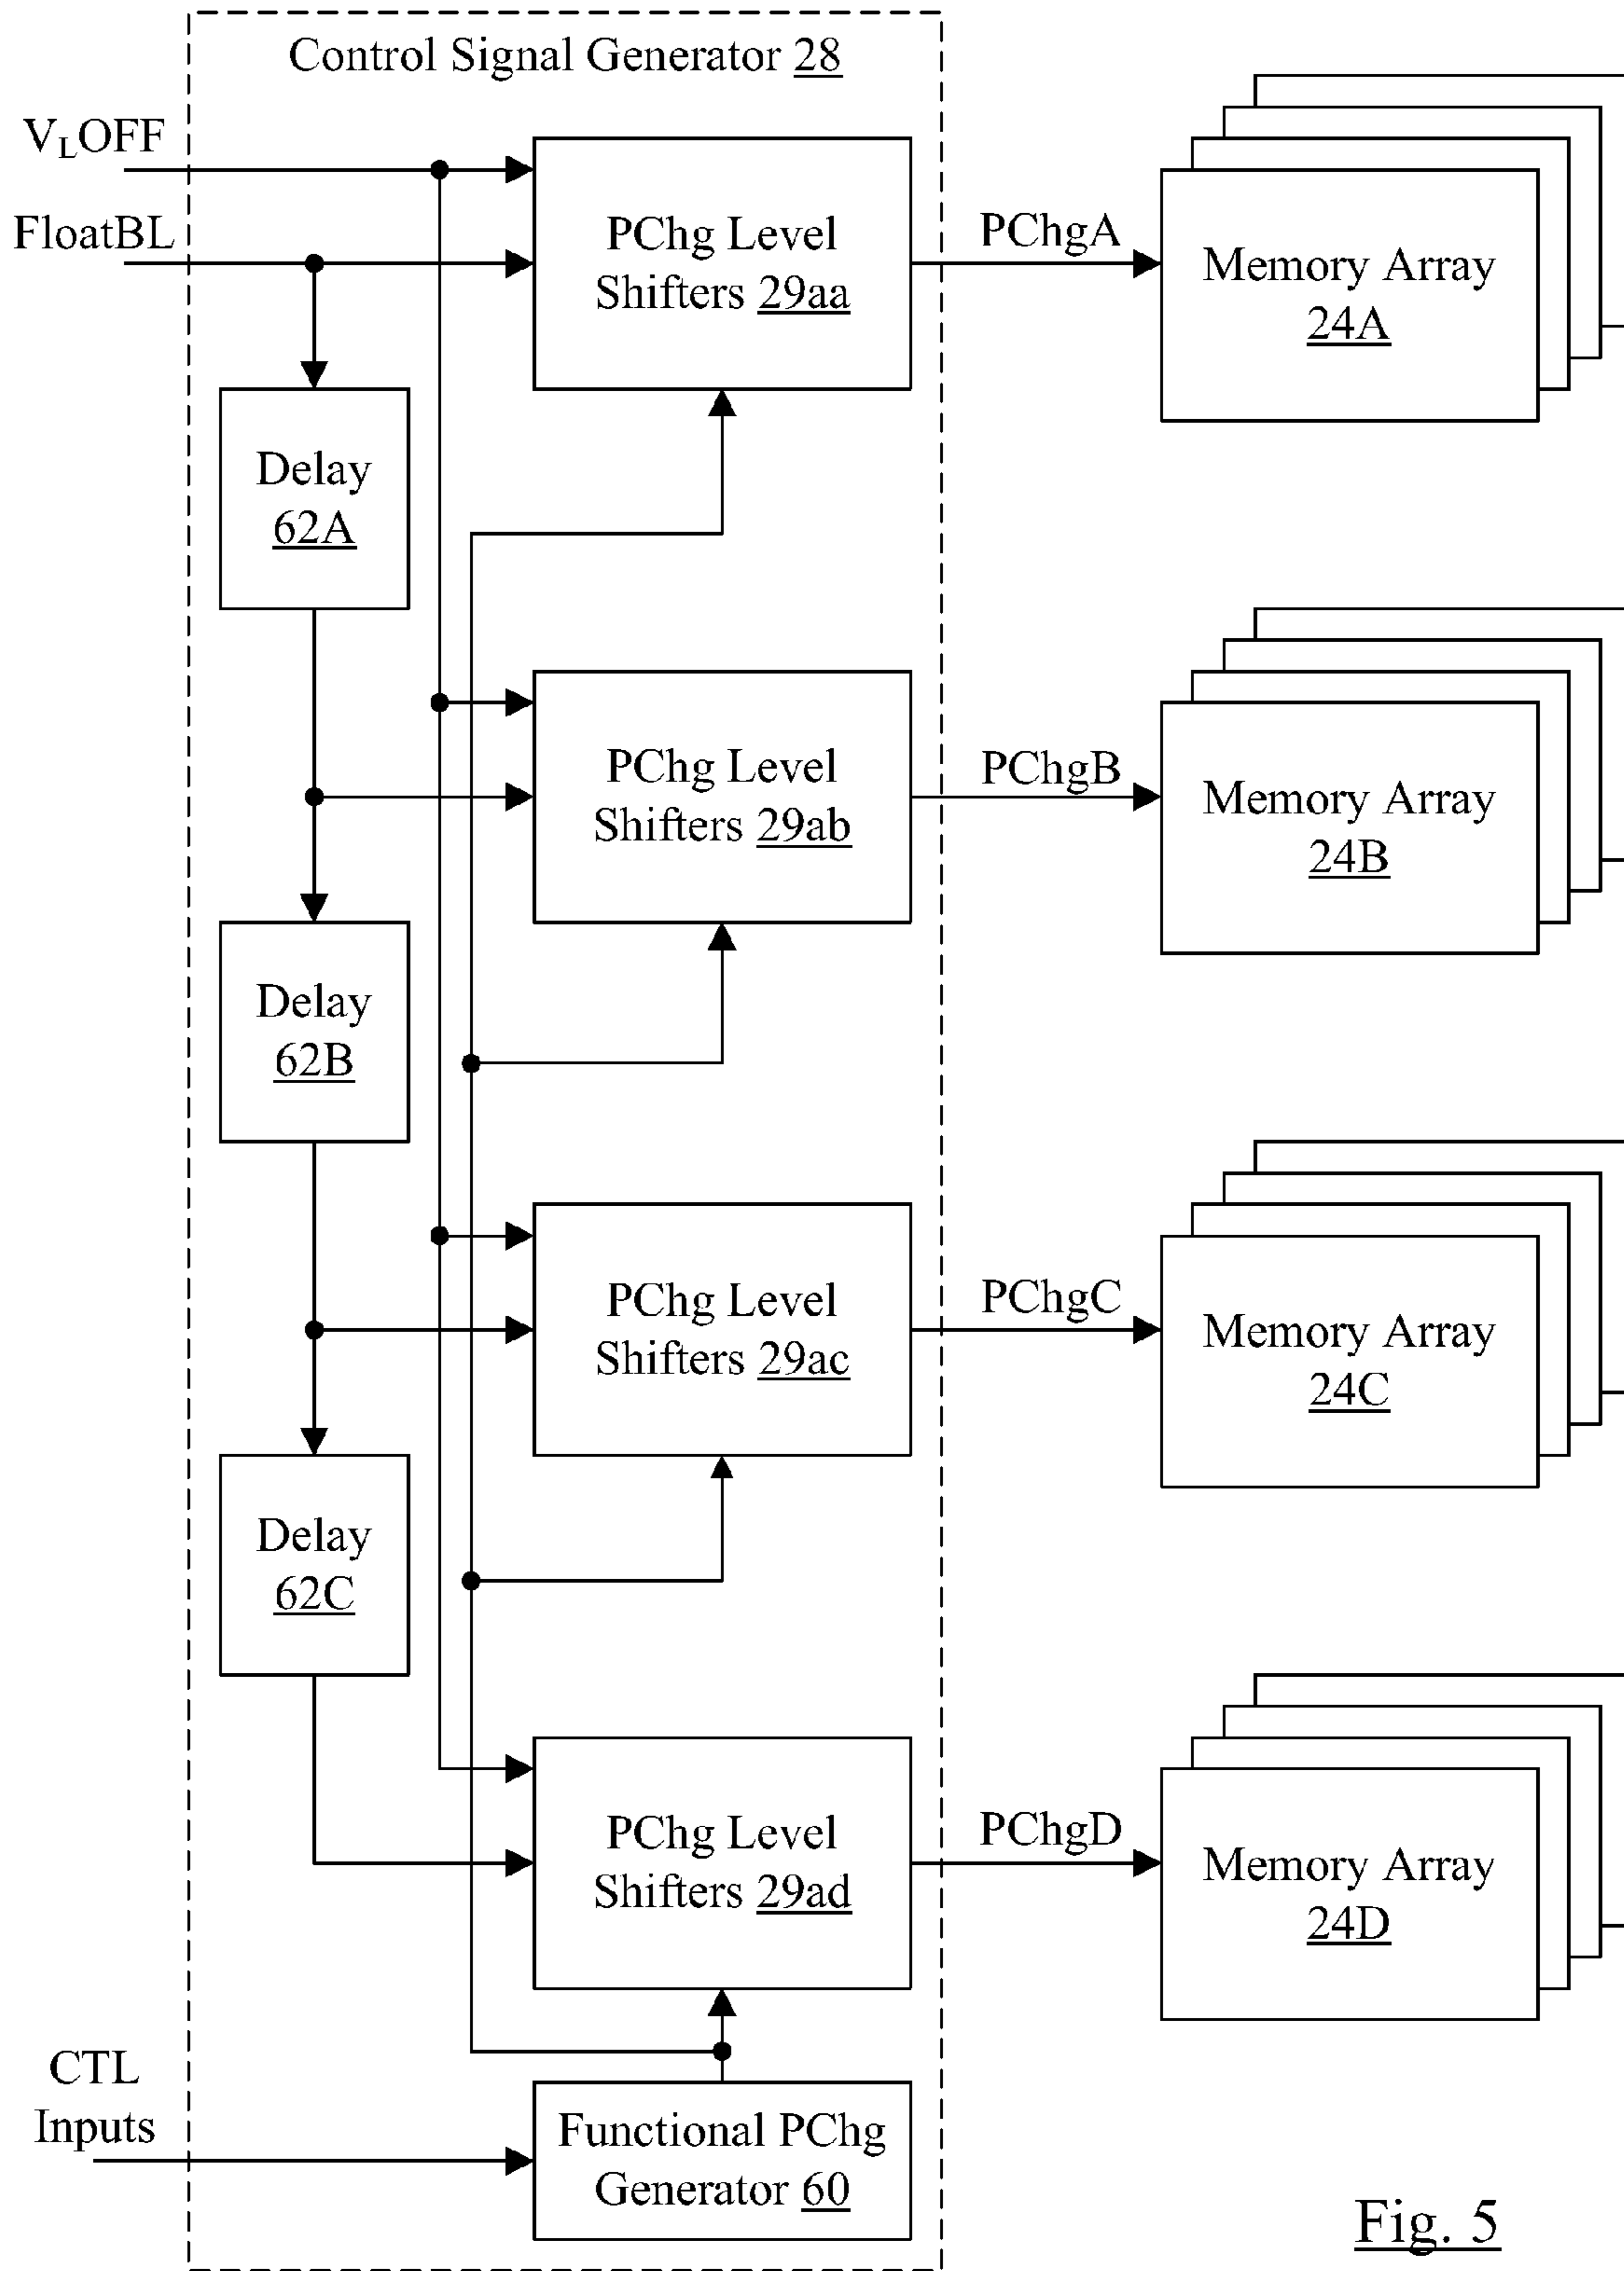 Control Signal Generator 28
VLOFF
FloatBL
PChg Level
Shifters 29aa
PChgA
Memory Array
24A
Delay
62A
PChg Level
Shifters 29ab
PChgB
Memory Array
24B
Delay
62B
PChg Level
Shifters 29ac
PChgC
Memory Array
24C
Delay
62C
PChg Level
Shifters 29ad
PChgD
Memory Array
24D
CTL
Inputs
Functional PChg
Generator 60
Fig. 5